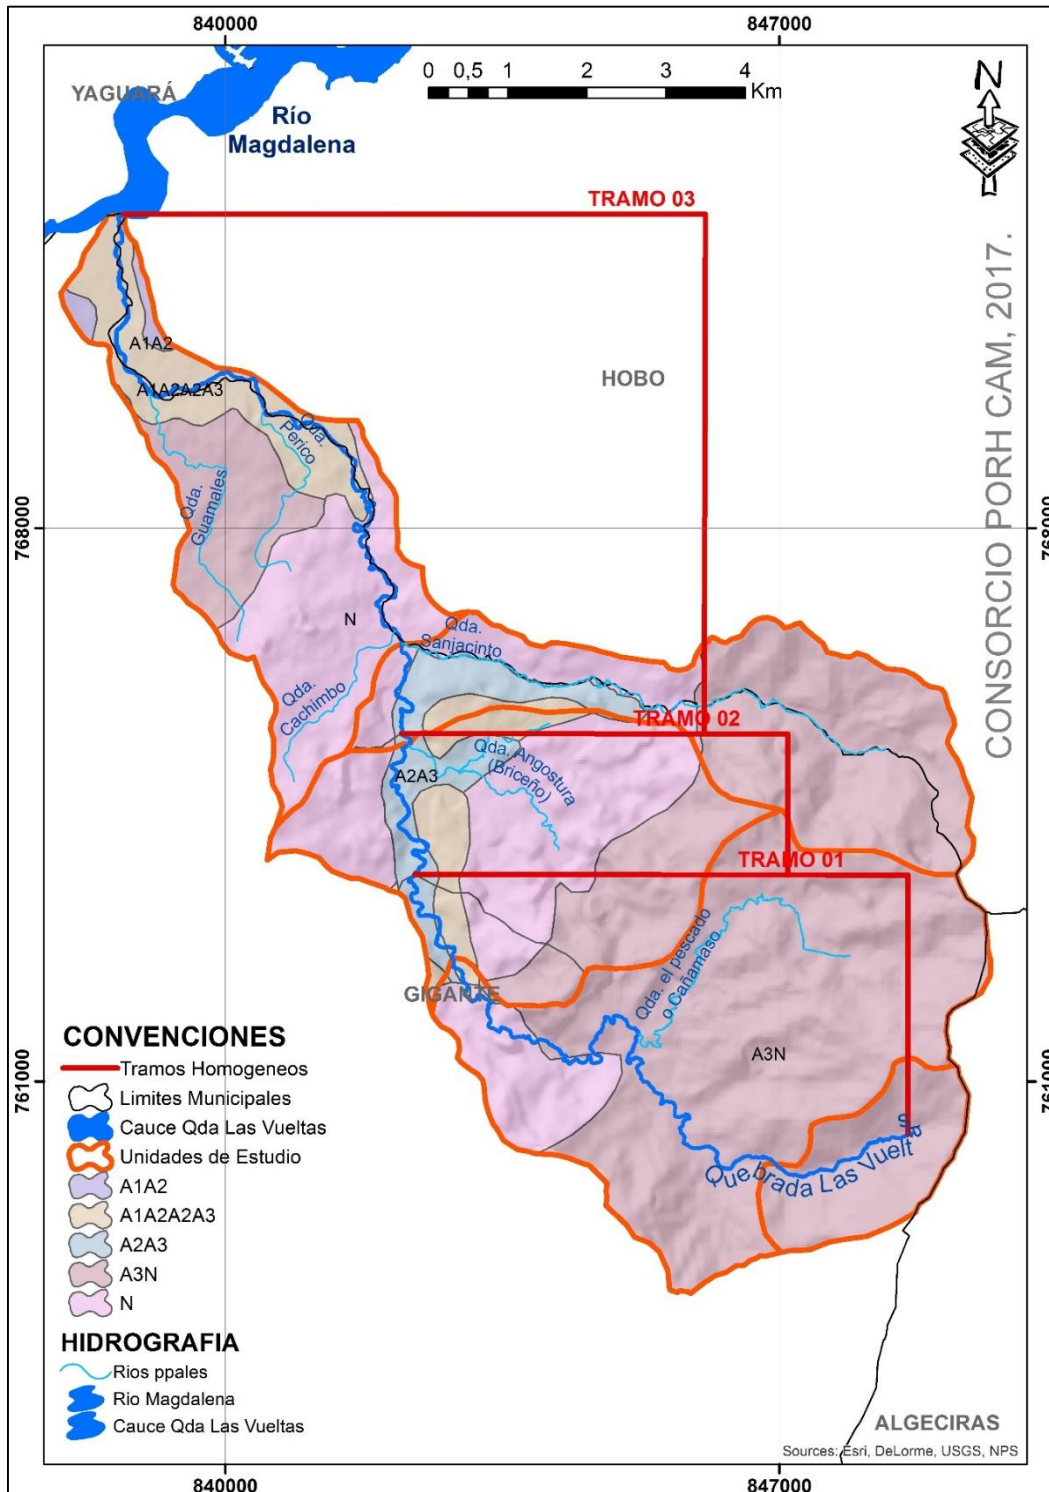 840000
847000
0 0,5 1 2 3 4
Km
N
YAGUARÁ
Río
Magdalena
TRAMO 03
CONSORCIO PORH CAM, 2017.
A1A2
HOBO
A1A2A2A3
Qda.
Perico
Qda.
Guamales
768000
768000
N
Qda.
Sanjacinto
Qda.
Cachimbo
TRAMO 02
Qda. Angostura
(Briceño)
A2A3
TRAMO 01
Qda. el pescado
o Cañamaso
GIGANTE
A3N
761000
761000
Quebrada Las Vueltas
CONVENCIONES
Tramos Homogeneos
Limites Municipales
Cauce Qda Las Vueltas
Unidades de Estudio
A1A2
A1A2A2A3
A2A3
A3N
N
HIDROGRAFIA
Rios ppales
Rio Magdalena
Cauce Qda Las Vueltas
ALGECIRAS
Sources: Esri, DeLorme, USGS, NPS
840000
847000